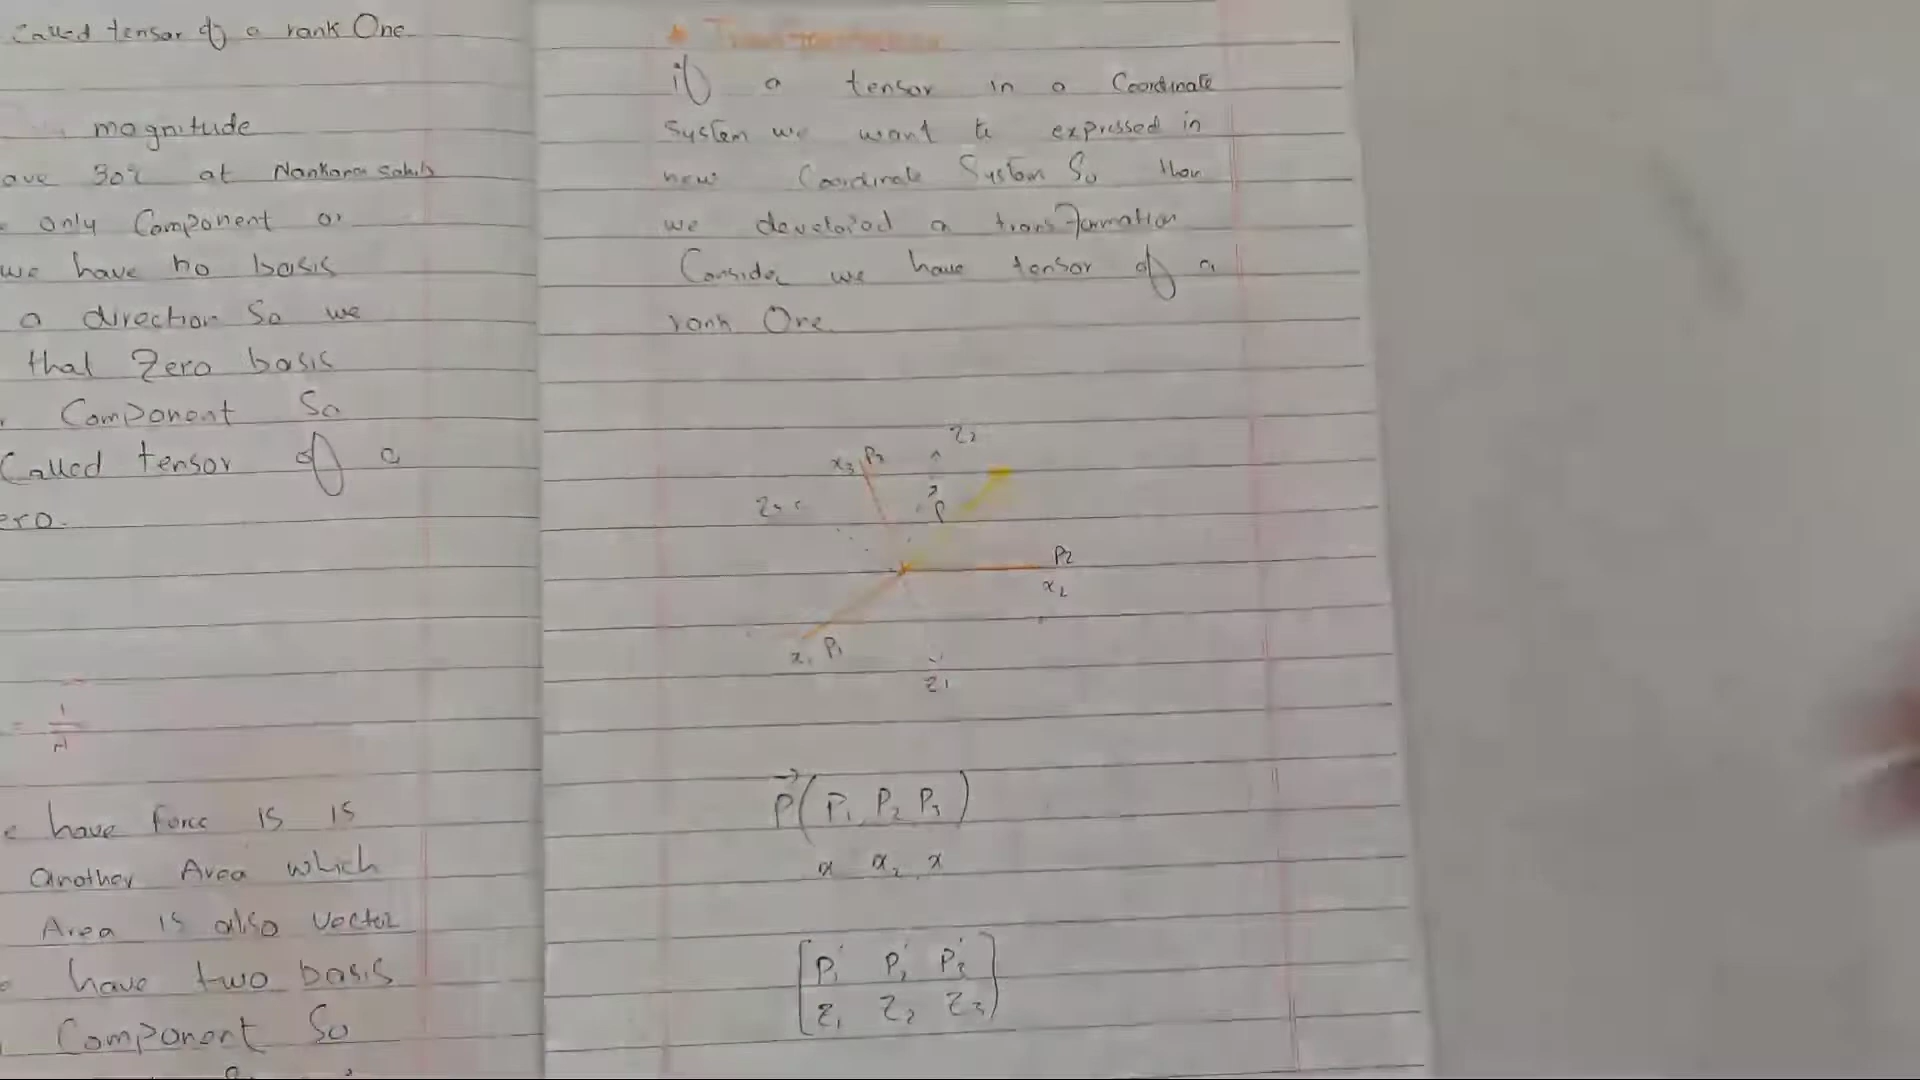 Called tensor of a rank One
magnitude
ave 30% at Nankana sahib
only Component or
we have no basis
a direction So we
that Zero basis
Component So
Called tensor of a
ero.
= 1
have force is is
another Area which
Area is also vector
have two basis
Component So
if a tensor in a Coordinate
System we want to expressed in
new Coordinate System So than
we developed a transformation
Consider we have tensor of a
rank One
Z2
x3 P3
Z3
P
P2
x2
x1 P1
Z1
P (P1 P2 P3)
x x2 x
[P1' P2' P3'
Z1 Z2 Z3]